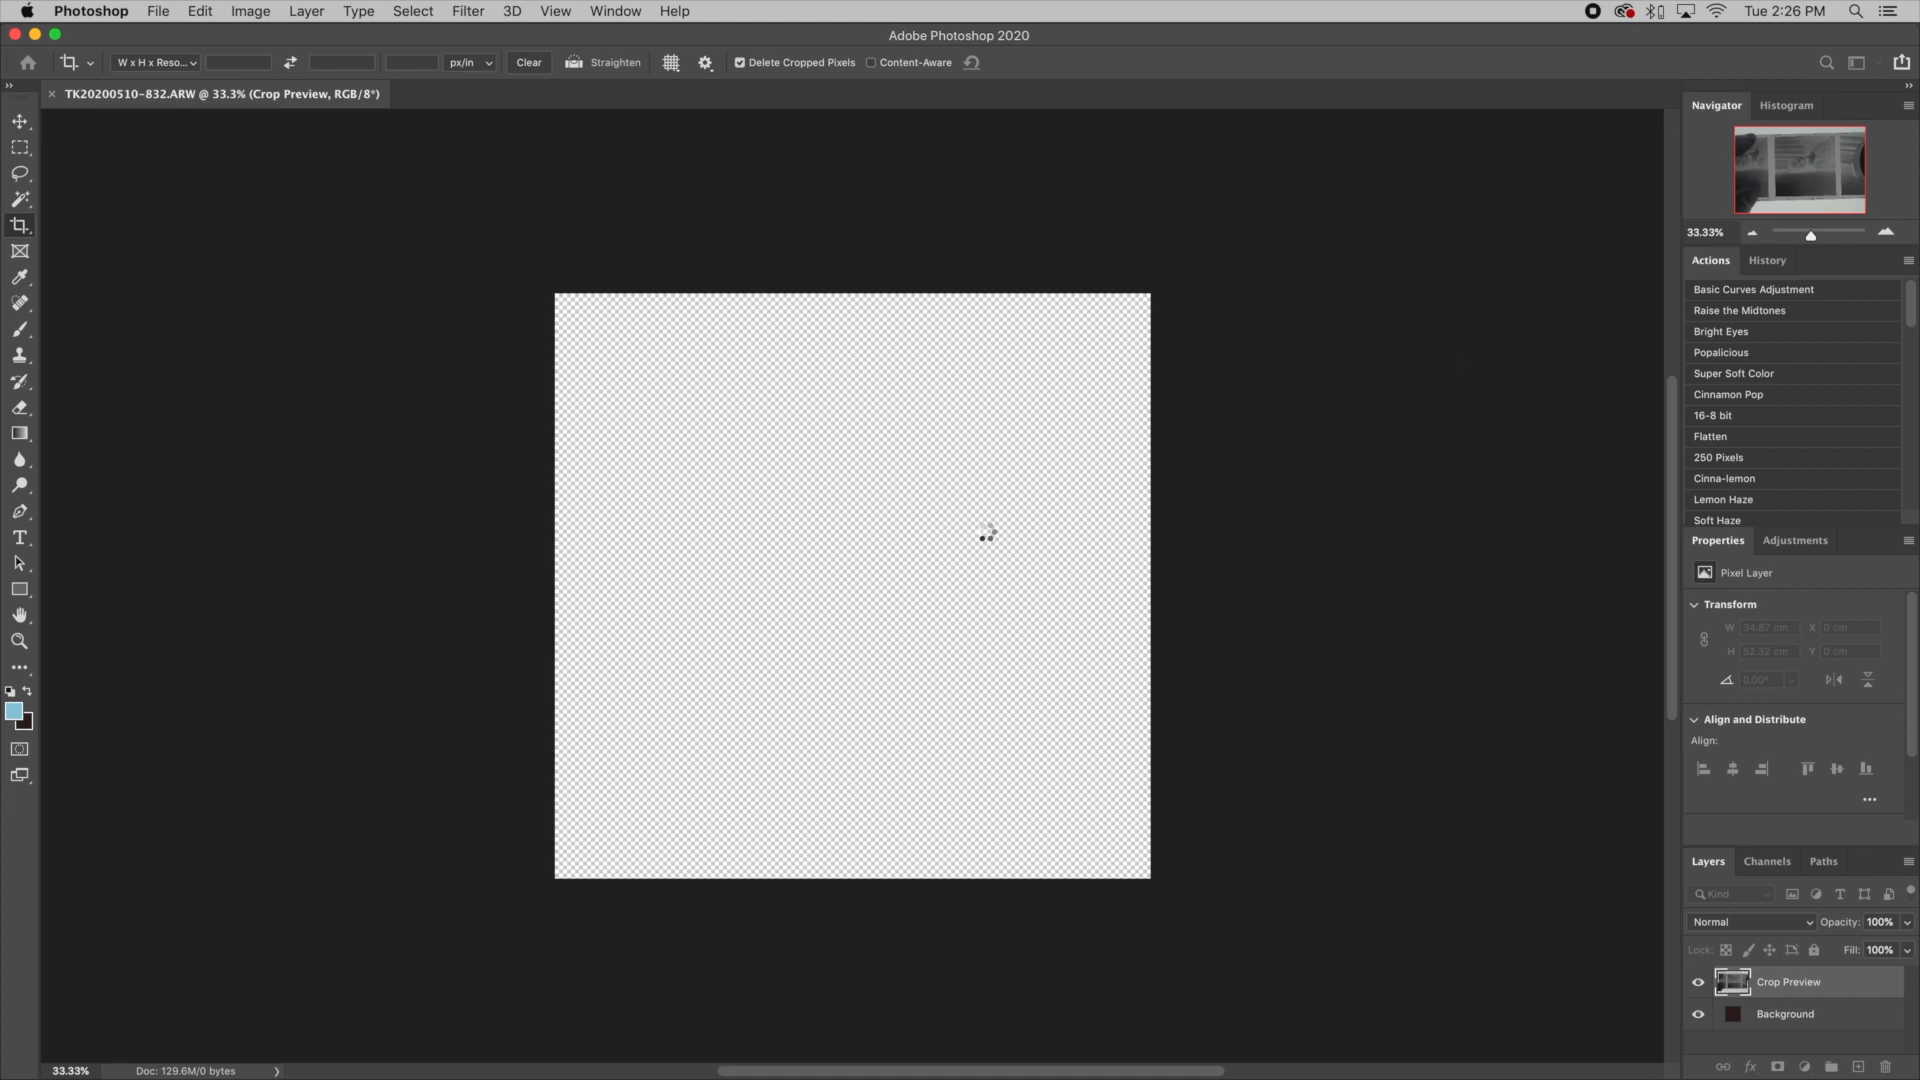 Photoshop File Edit Image Layer Type Select Filter 3D View Window Help Tue 2:26 PM
Adobe Photoshop 2020
W x H x Reso... px/in Clear Straighten Delete Cropped Pixels Content-Aware
TK20200510-832.ARW @ 33.3% (Crop Preview, RGB/8*)
Navigator Histogram
33.33%
Actions History
Basic Curves Adjustment
Raise the Midtones
Bright Eyes
Popalicious
Super Soft Color
Cinnamon Pop
16-8 bit
Flatten
250 Pixels
Cinna-lemon
Lemon Haze
Soft Haze
Properties Adjustments
Pixel Layer
Transform
W 34.87 cm X 0 cm
H 52.32 cm Y 0 cm
0.00°
Align and Distribute
Align:
Layers Channels Paths
Kind
Normal Opacity: 100%
Lock: Fill: 100%
Crop Preview
Background
33.33% Doc: 129.6M/0 bytes